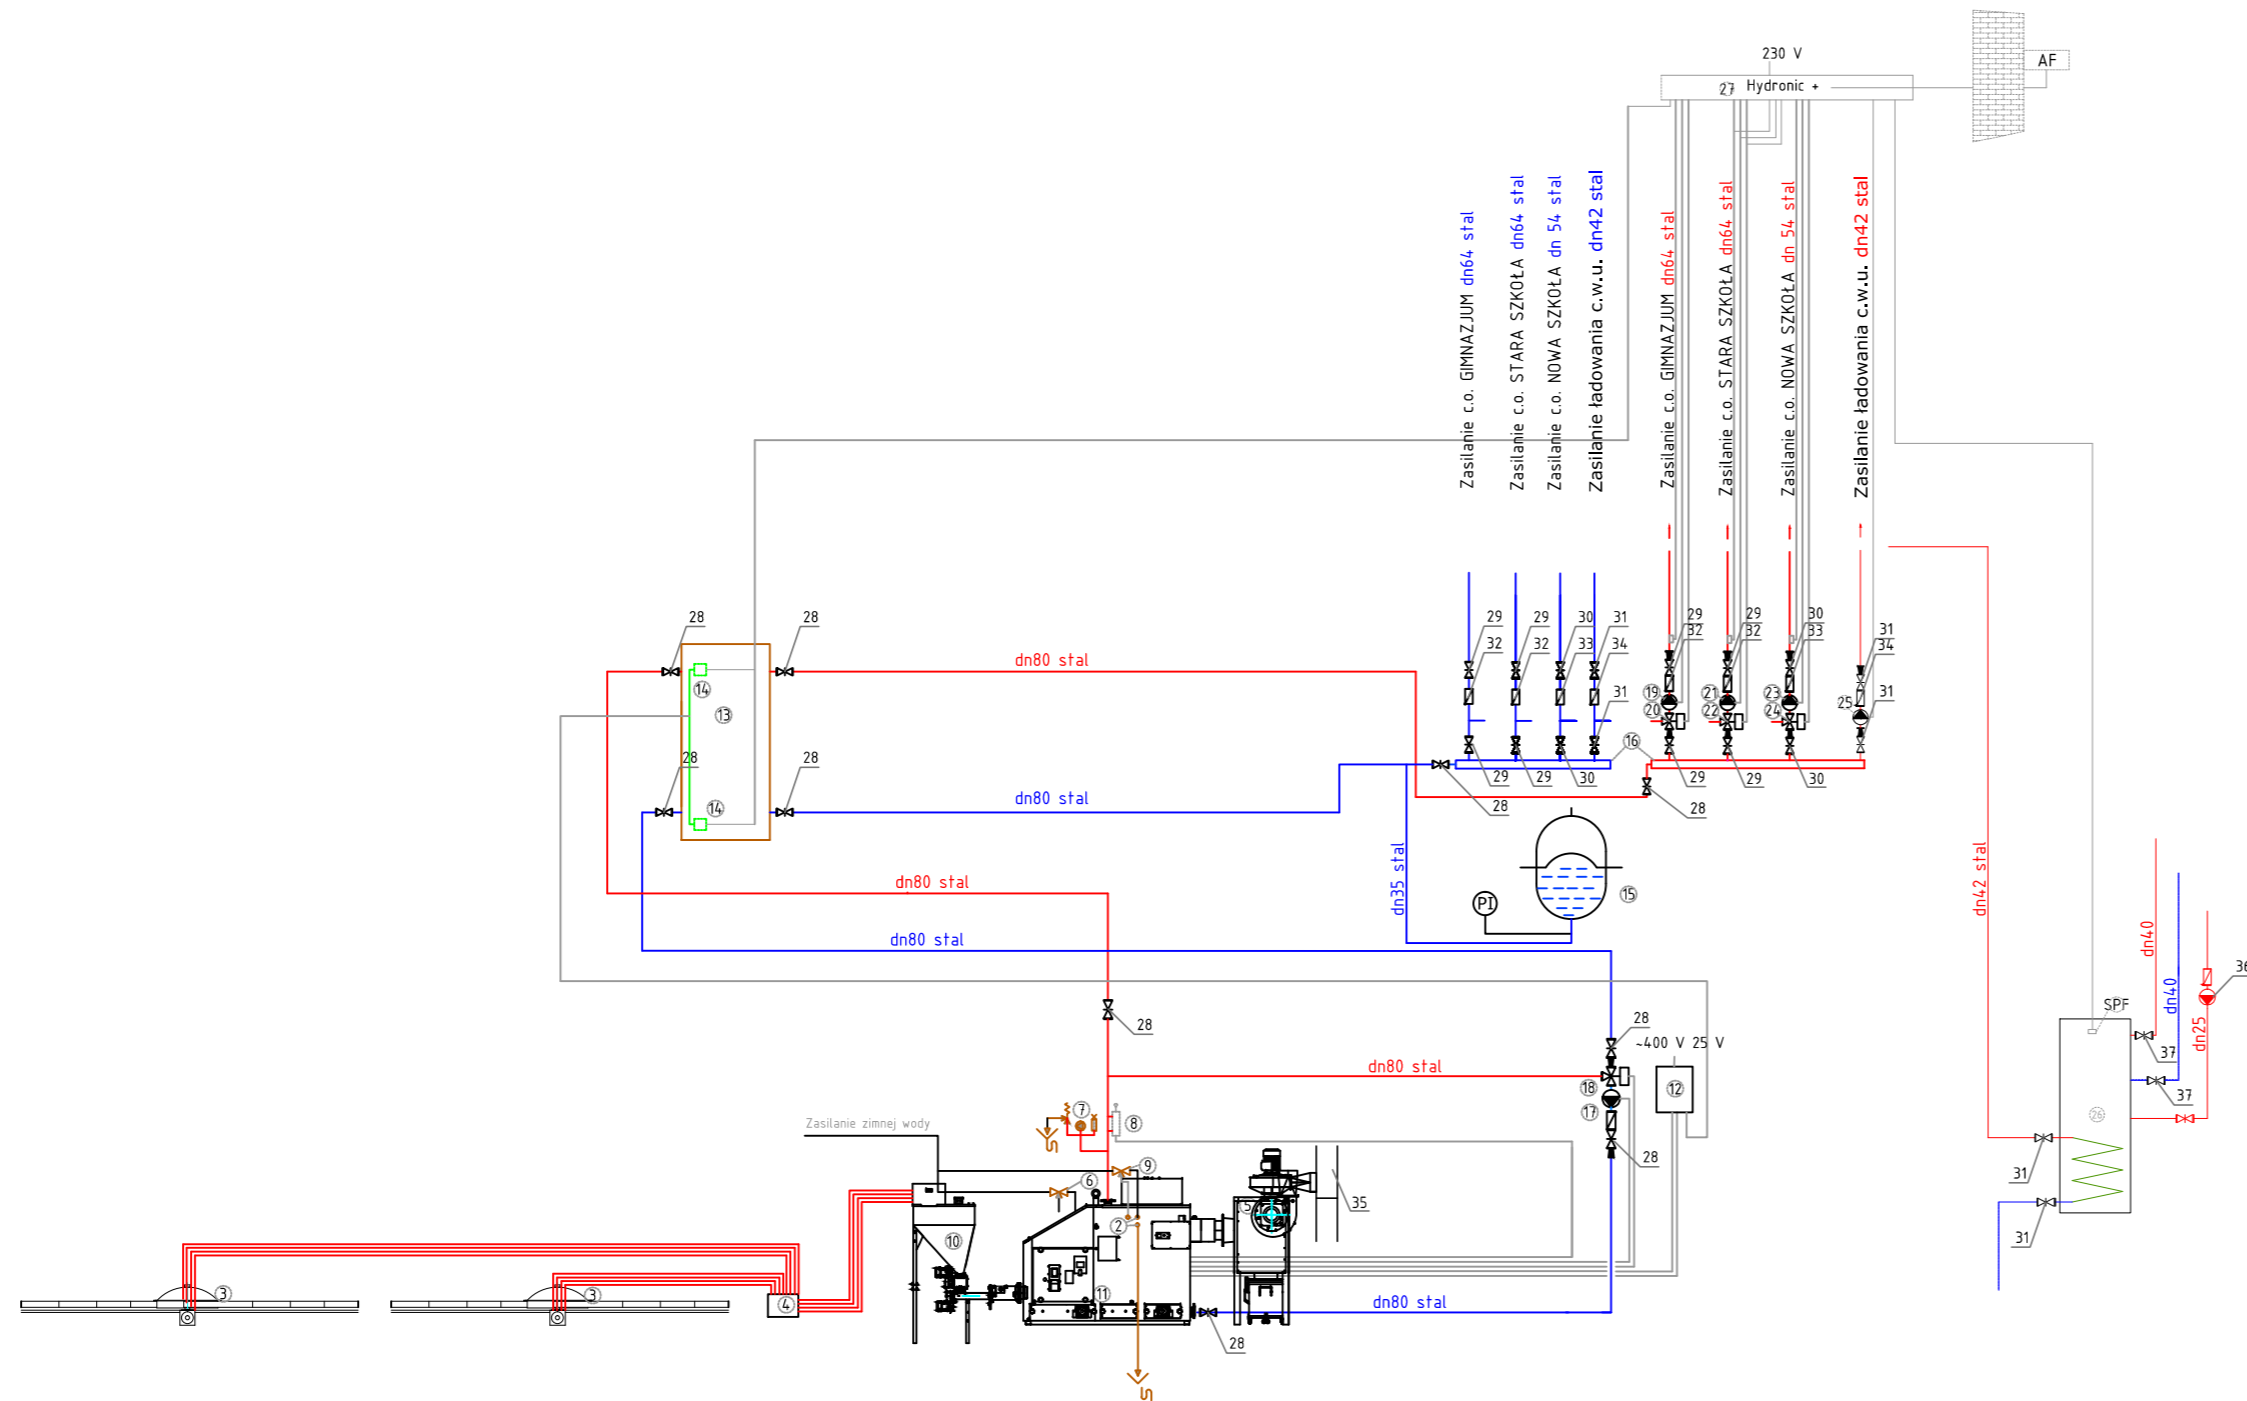 230 V
AF
27 Hydronic +
Zasilanie c.o. GIMNAZJUM dn64 stal
Zasilanie c.o. STARA SZKOŁA dn64 stal
Zasilanie c.o. NOWA SZKOŁA dn 54 stal
Zasilanie ładowania c.w.u. dn42 stal
Zasilanie c.o. GIMNAZJUM dn64 stal
Zasilanie c.o. STARA SZKOŁA dn64 stal
Zasilanie c.o. NOWA SZKOŁA dn 54 stal
Zasilanie ładowania c.w.u. dn42 stal
28
28
29
29
30
31
29
29
30
31
32
32
33
34
32
32
33
34
dn80 stal
14
13
31
19
21
23
25
31
20
22
24
16
28
28
29
29
30
29
29
30
14
dn80 stal
28
28
dn35 stal
15
PI
dn80 stal
dn80 stal
dn42 stal
dn40
dn40
dn25
36
SPF
28
28
~400 V 25 V
37
dn80 stal
18
12
37
17
26
7
8
Zasilanie zimnej wody
28
9
31
6
5
35
2
10
31
3
3
4
11
dn80 stal
28